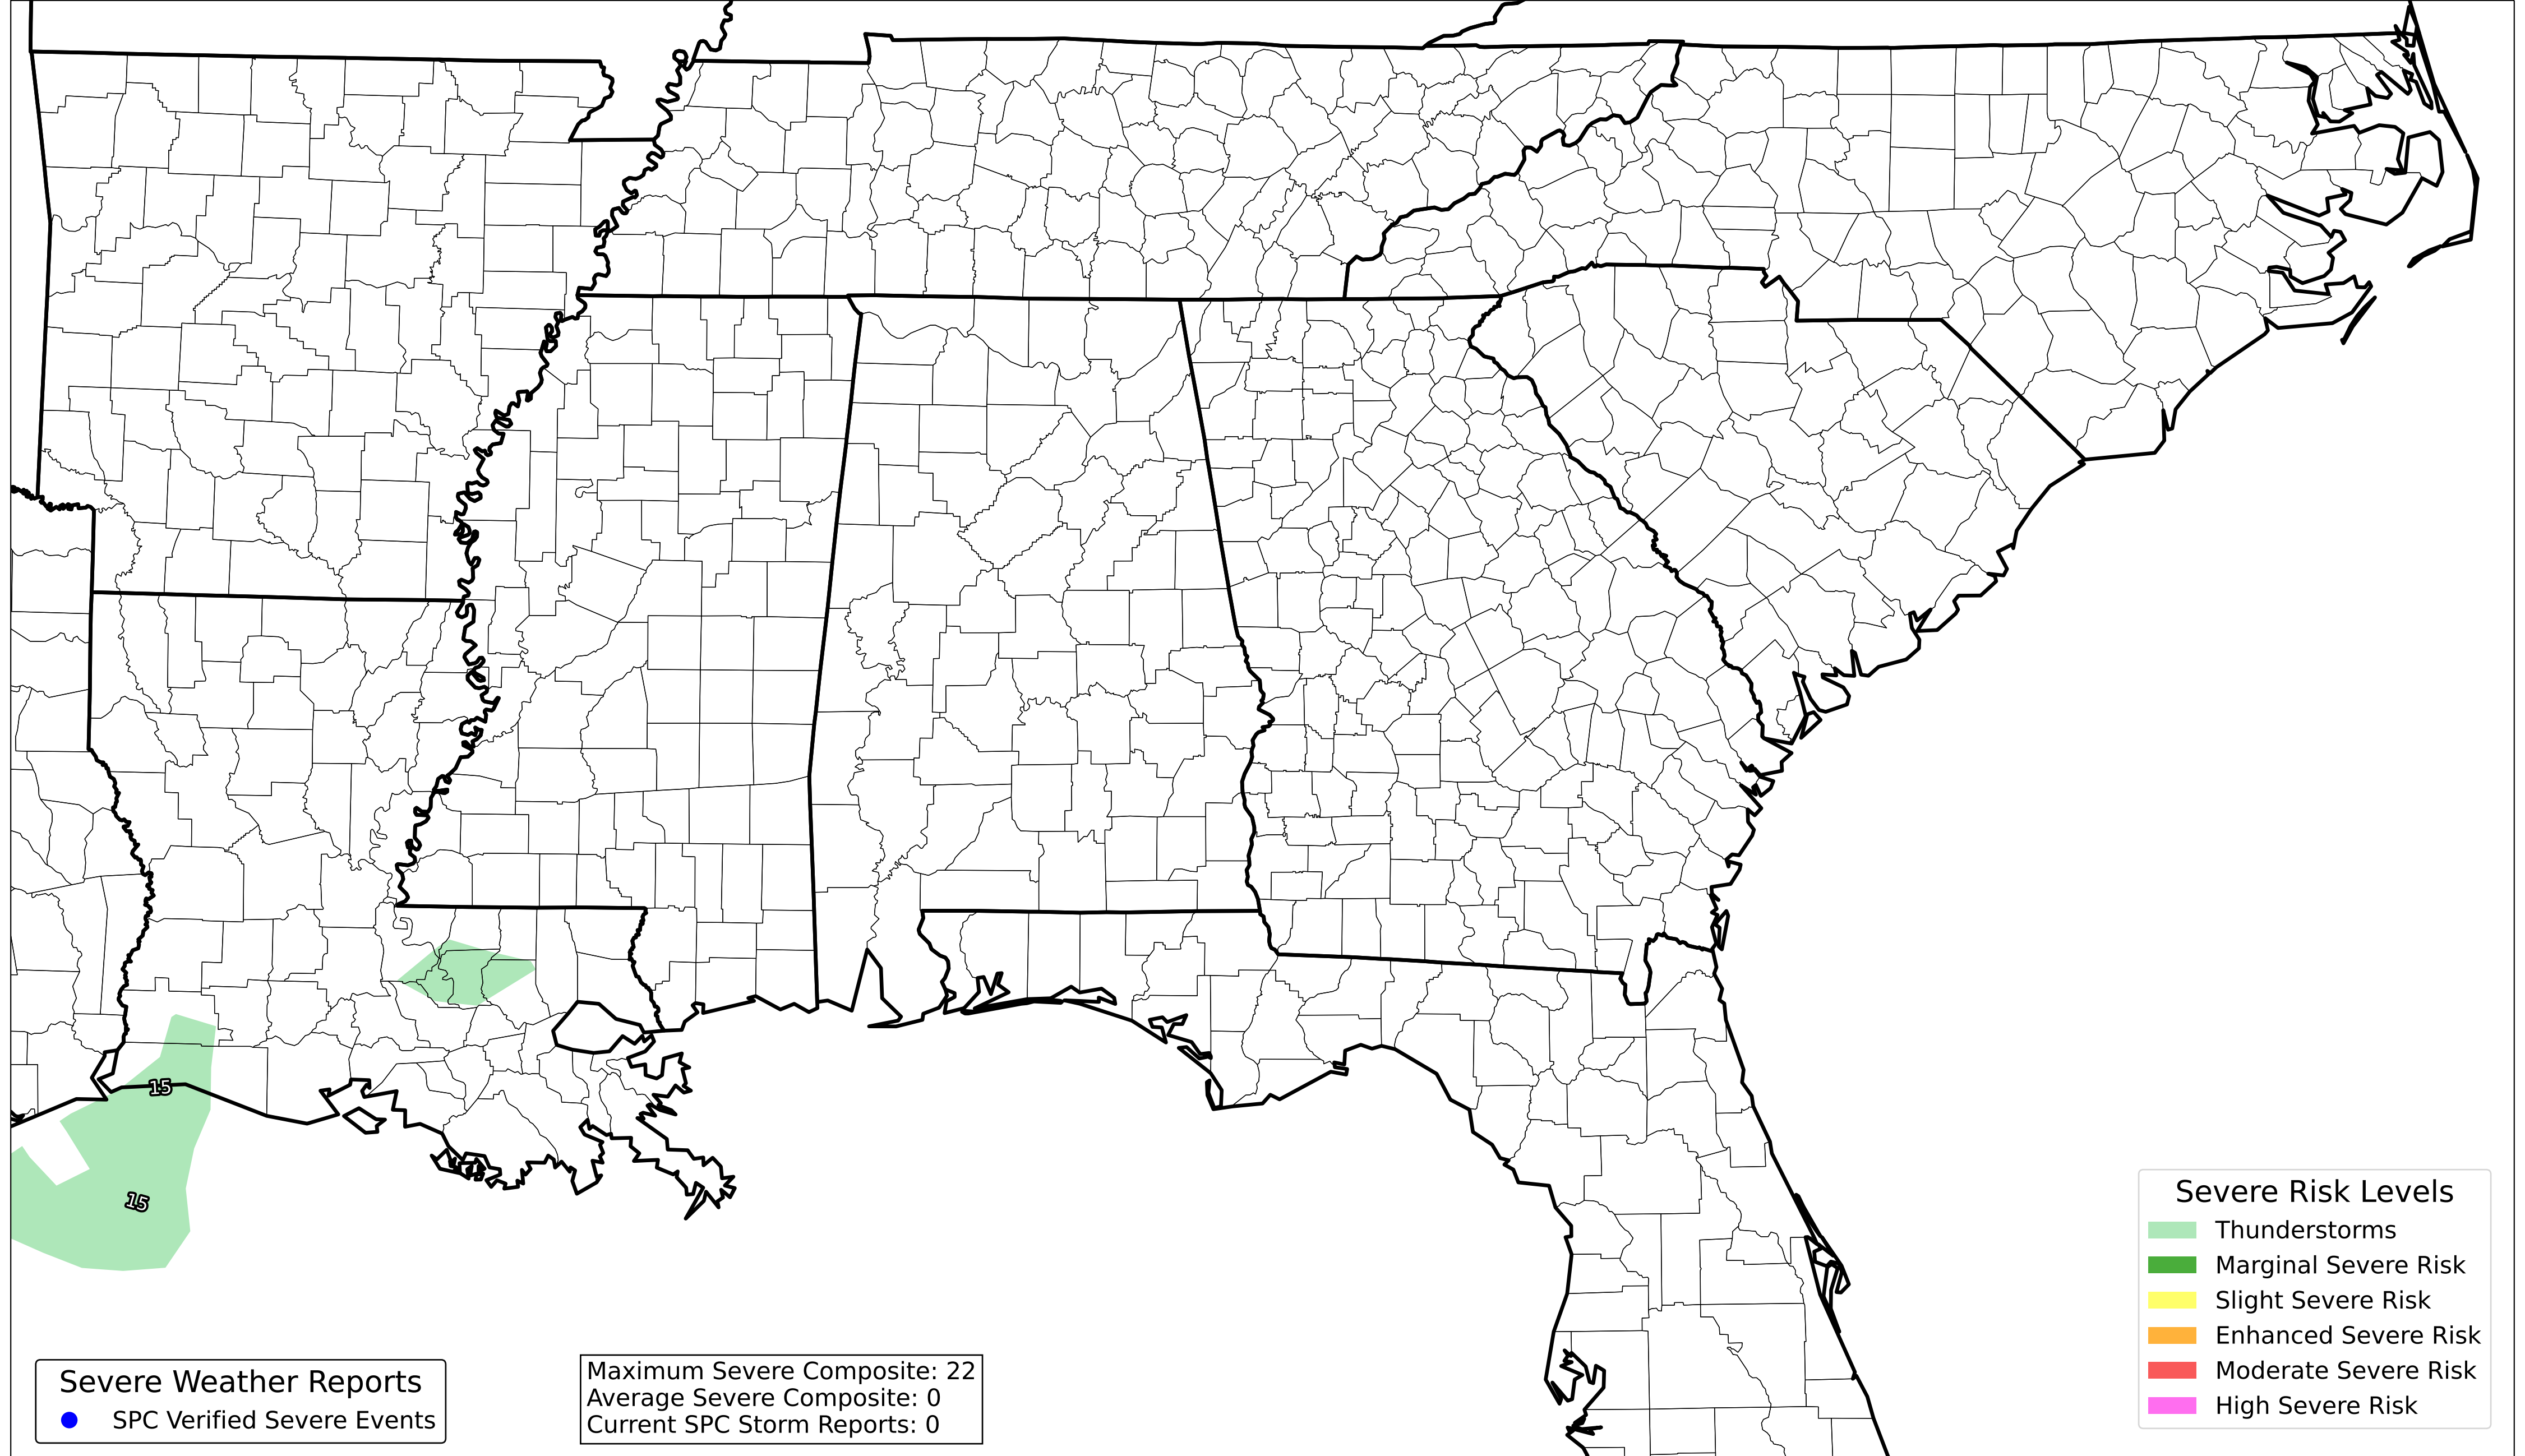 15
15
Severe Risk Levels
Thunderstorms
Marginal Severe Risk
Slight Severe Risk
Enhanced Severe Risk
Moderate Severe Risk
High Severe Risk
Severe Weather Reports
SPC Verified Severe Events
Maximum Severe Composite: 22
Average Severe Composite: 0
Current SPC Storm Reports: 0